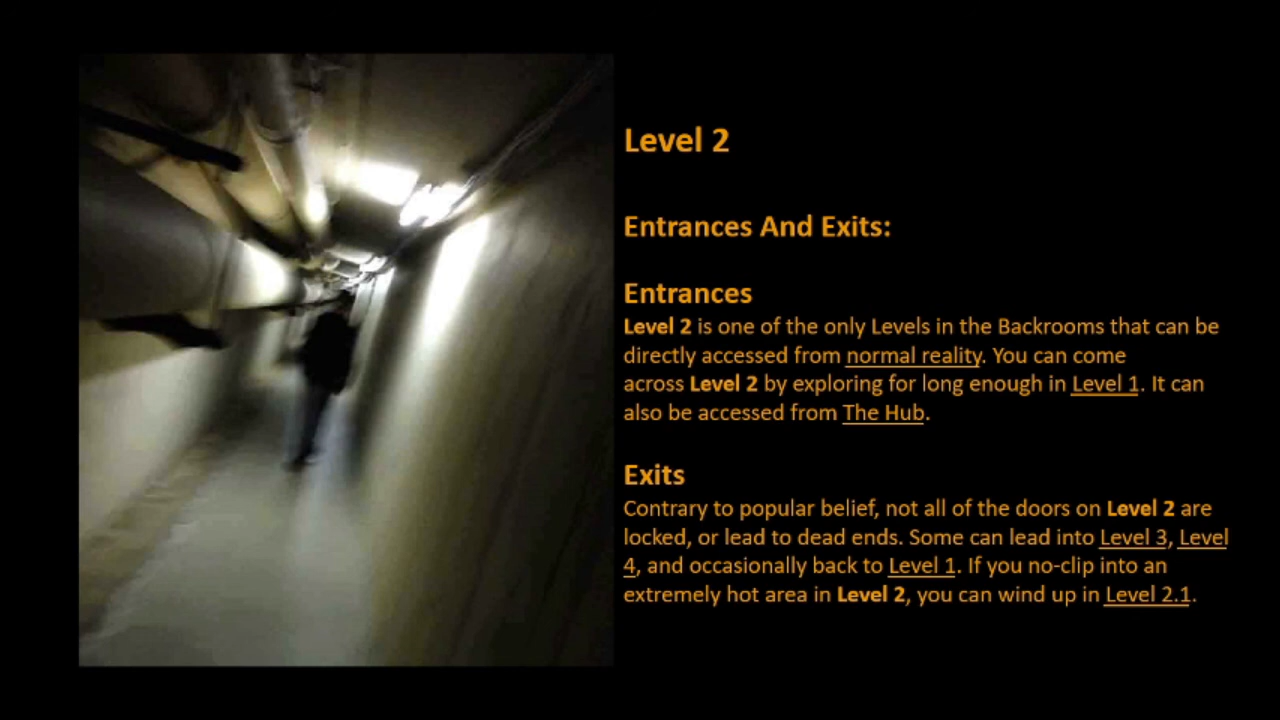 Level 2
Entrances And Exits:
Entrances
Level 2 is one of the only Levels in the Backrooms that can be
directly accessed from normal reality. You can come
across Level 2 by exploring for long enough in Level 1. It can
also be accessed from The Hub.
Exits
Contrary to popular belief, not all of the doors on Level 2 are
locked, or lead to dead ends. Some can lead into Level 3, Level
4, and occasionally back to Level 1. If you no-clip into an
extremely hot area in Level 2, you can wind up in Level 2.1.